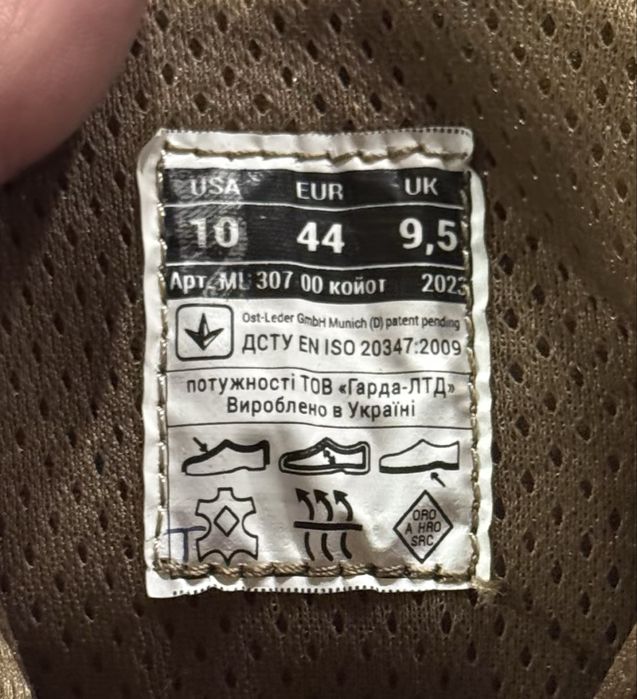 USA EUR UK
10 44 9,5
Арт. ML 307 00 койот 2023
Ost-Leder GmbH Munich (D) patent pending
ДСТУ EN ISO 20347:2009
потужності ТОВ «Гарда-ЛТД»
Вироблено в Україні
ORO
A HRO
SRC
T